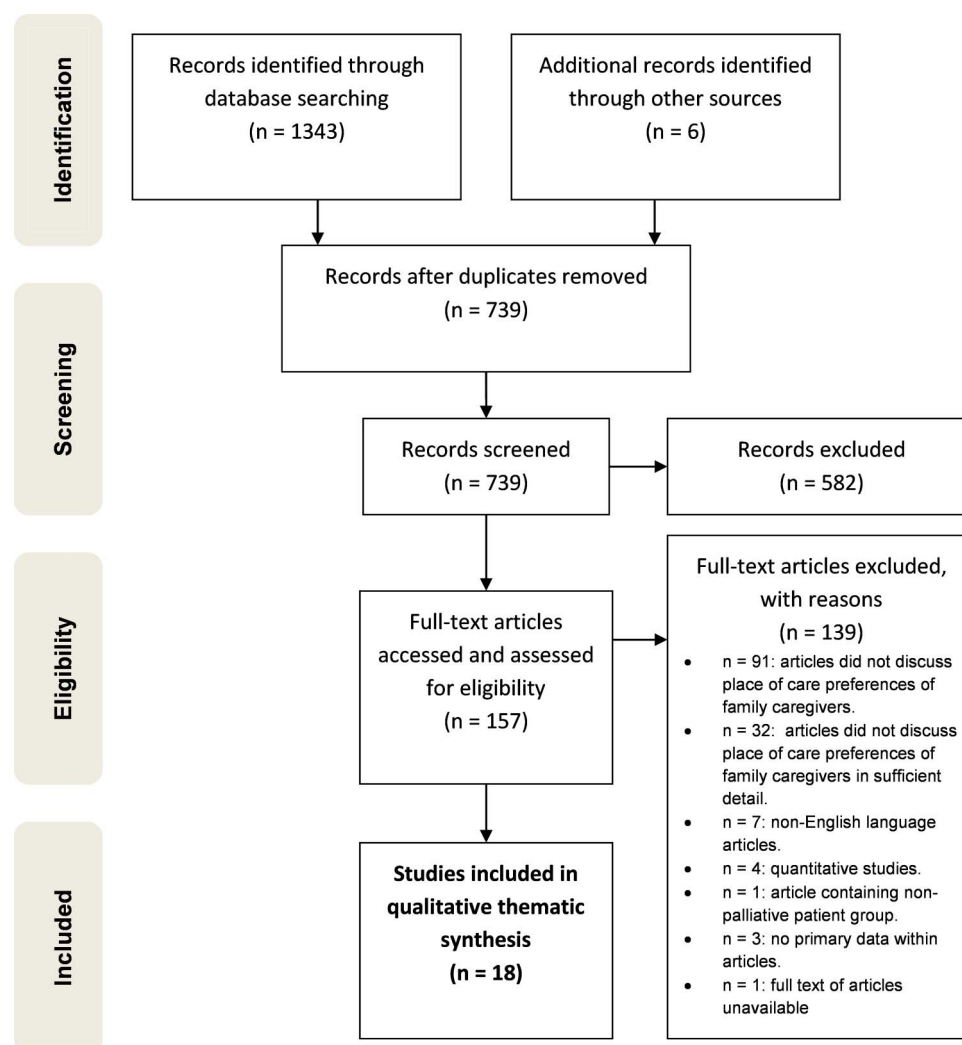 Identification
Records identified through
database searching
(n = 1343)
Additional records identified
through other sources
(n = 6)
Records after duplicates removed
(n = 739)
Screening
Records screened
(n = 739)
Records excluded
(n = 582)
Eligibility
Full-text articles
accessed and assessed
for eligibility
(n = 157)
Full-text articles excluded,
with reasons
(n = 139)
• n = 91: articles did not discuss
place of care preferences of
family caregivers.
• n = 32: articles did not discuss
place of care preferences of
family caregivers in sufficient
detail.
• n = 7: non-English language
articles.
• n = 4: quantitative studies.
• n = 1: article containing non-
palliative patient group.
• n = 3: no primary data within
articles.
• n = 1: full text of articles
unavailable
Included
Studies included in
qualitative thematic
synthesis
(n = 18)